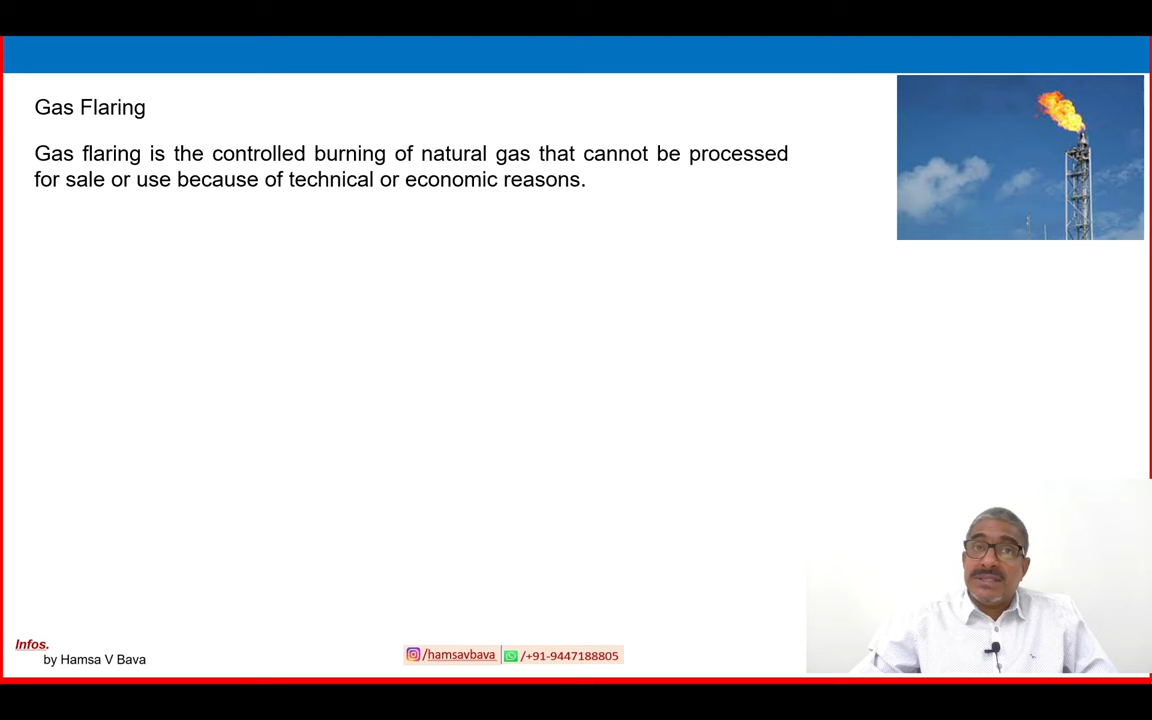 Gas Flaring
Gas flaring is the controlled burning of natural gas that cannot be processed
for sale or use because of technical or economic reasons.
Infos.
by Hamsa V Bava
/hamsavbava /+91-9447188805